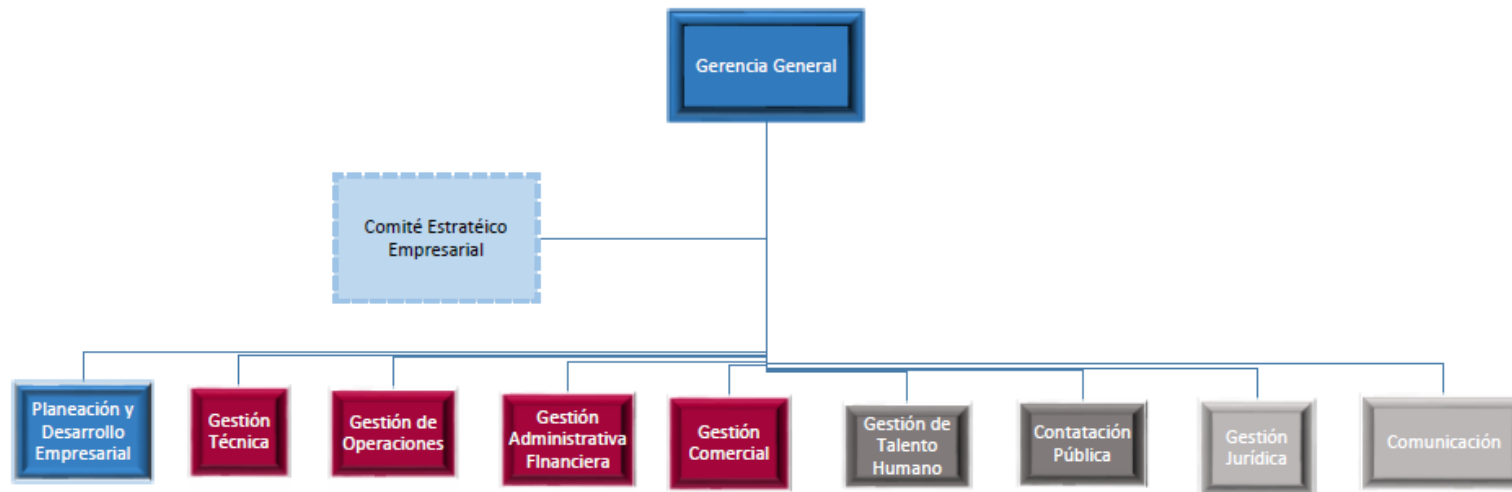 Gerencia General
Comité Estratéico
Empresarial
Planeación y
Desarrollo
Empresarial
Gestión
Técnica
Gestión de
Operaciones
Gestión
Administrativa
FInanciera
Gestión
Comercial
Gestión de
Talento
Humano
Contatación
Pública
Gestión
Jurídica
Comunicación